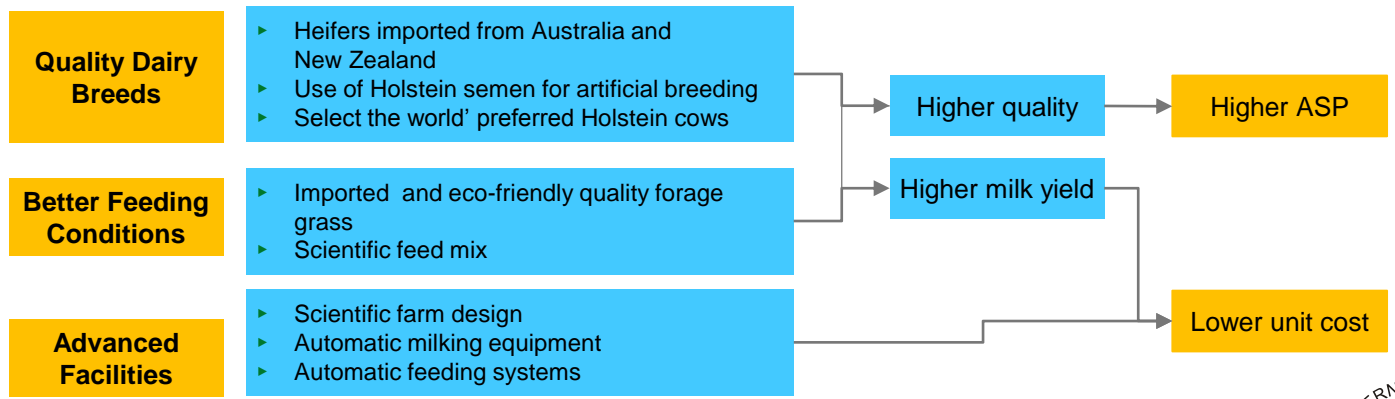 Quality Dairy
Breeds
▸ Heifers imported from Australia and
New Zealand
▸ Use of Holstein semen for artificial breeding
▸ Select the world' preferred Holstein cows
Higher quality
Higher ASP
Better Feeding
Conditions
▸ Imported and eco-friendly quality forage
grass
▸ Scientific feed mix
Higher milk yield
Advanced
Facilities
▸ Scientific farm design
▸ Automatic milking equipment
▸ Automatic feeding systems
Lower unit cost